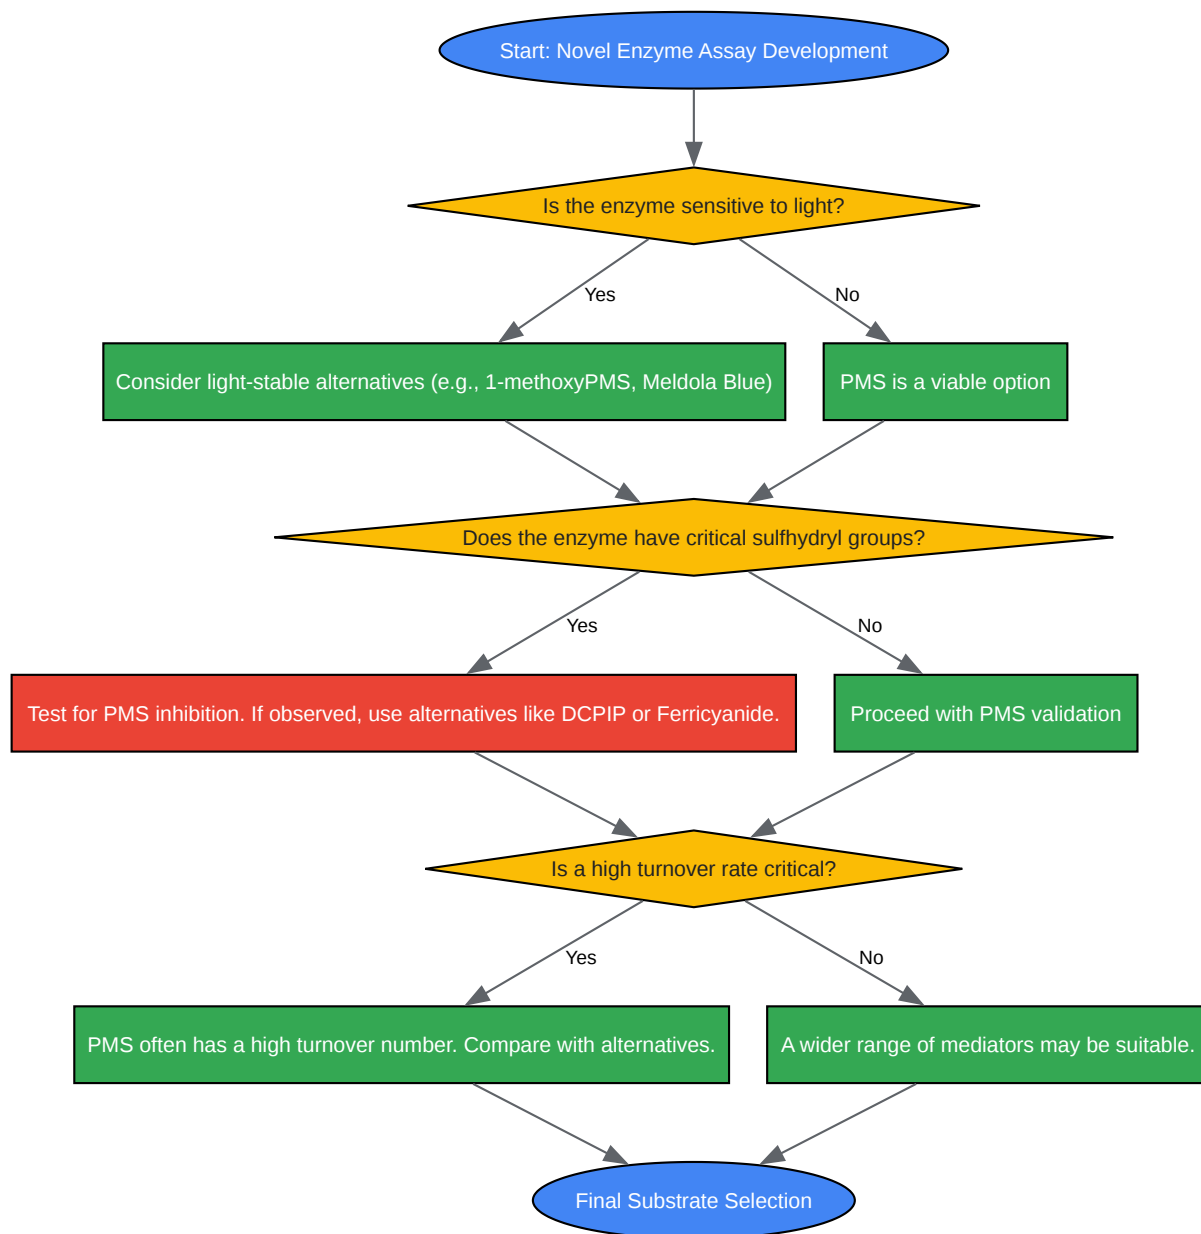 Start: Novel Enzyme Assay Development
Is the enzyme sensitive to light?
Yes
No
Consider light-stable alternatives (e.g., 1-methoxyPMS, Meldola Blue)
PMS is a viable option
Does the enzyme have critical sulfhydryl groups?
Yes
No
Test for PMS inhibition. If observed, use alternatives like DCPIP or Ferricyanide.
Proceed with PMS validation
Is a high turnover rate critical?
Yes
No
PMS often has a high turnover number. Compare with alternatives.
A wider range of mediators may be suitable.
Final Substrate Selection